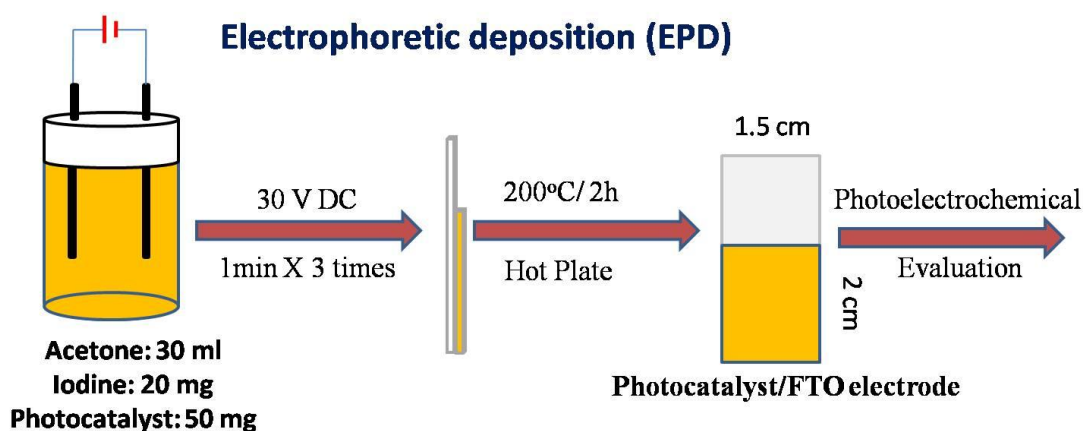 Electrophoretic deposition (EPD)
30 V DC
1min X 3 times
200°C/ 2h
Hot Plate
1.5 cm
2 cm
Photoelectrochemical
Evaluation
Acetone: 30 ml
Iodine: 20 mg
Photocatalyst: 50 mg
Photocatalyst/FTO electrode